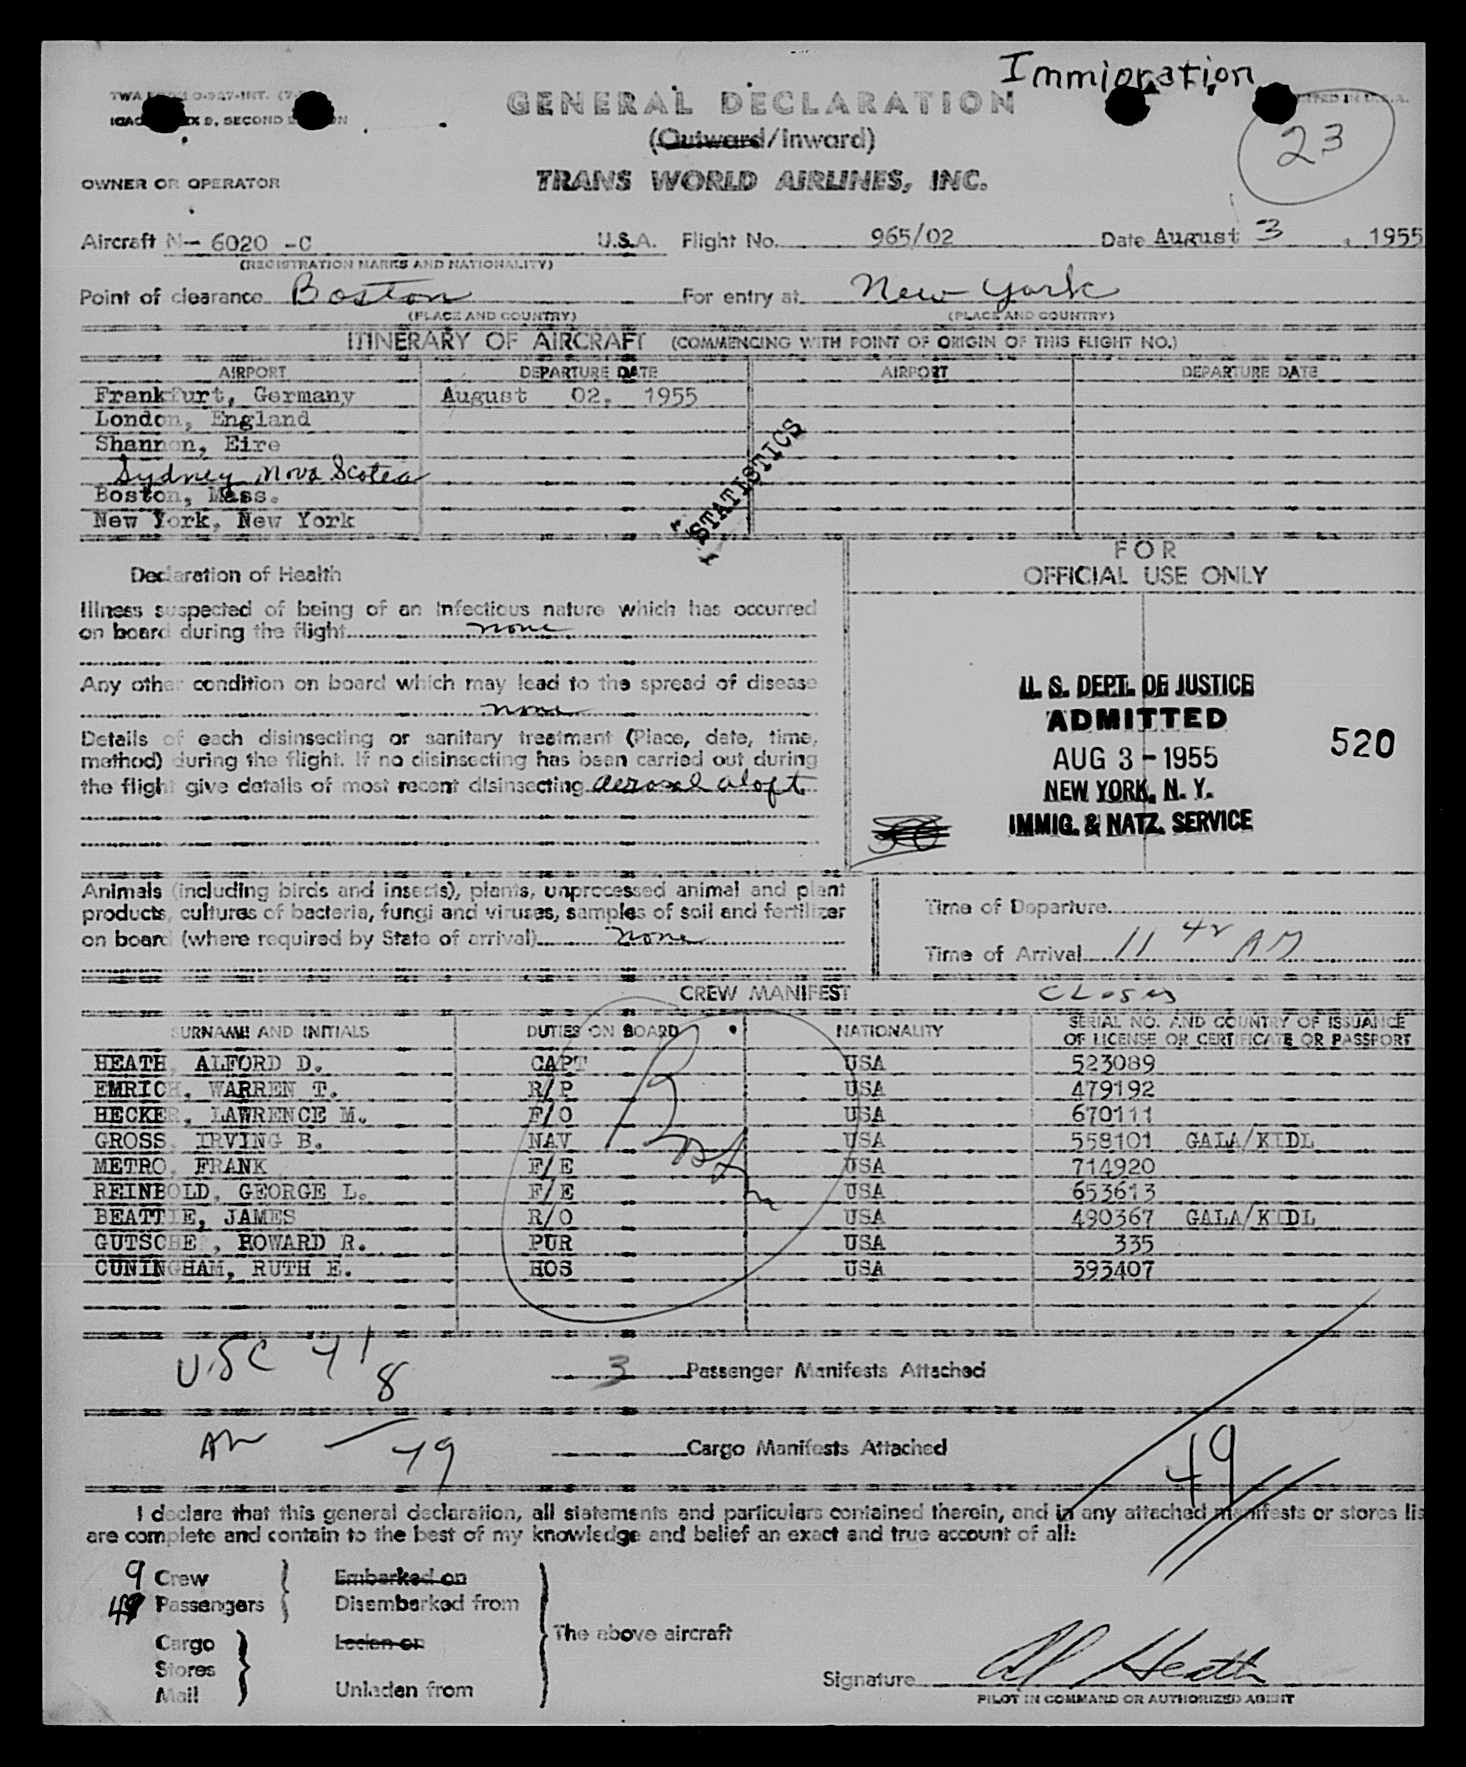 Immigration
GENERAL DECLARATION
(Outward/Inward)
23
OWNER OR OPERATOR
TRANS WORLD AIRLINES, INC.
Aircraft N- 6020 -C U.S.A. Flight No. 965/02 Date August 3, 1955
(REGISTRATION MARKS AND NATIONALITY)
Point of clearance Boston For entry at New York
(PLACE AND COUNTRY) (PLACE AND COUNTRY)
ITINERARY OF AIRCRAFT (COMMENCING WITH POINT OF ORIGIN OF THIS FLIGHT NO.)
AIRPORT DEPARTURE DATE AIRPORT DEPARTURE DATE
Frankfurt, Germany August 02, 1955
London, England
Shannon, Eire
Sydney Nova Scotea
Boston, Mass.
New York, New York
STATISTICS
Declaration of Health
Illness suspected of being of an infectious nature which has occurred
on board during the flight none
Any other condition on board which may lead to the spread of disease
none
Details of each disinsecting or sanitary treatment (Place, date, time,
method) during the flight. If no disinsecting has been carried out during
the flight give details of most recent disinsecting aerosol aloft
FOR
OFFICIAL USE ONLY
U. S. DEPT. OF JUSTICE
ADMITTED
AUG 3 - 1955
NEW YORK, N. Y.
IMMIG. & NATZ. SERVICE
520
Animals (including birds and insects), plants, unprocessed animal and plant
products, cultures of bacteria, fungi and viruses, samples of soil and fertilizer
on board (where required by State of arrival) none
Time of Departure
Time of Arrival 11 42 AM
CREW MANIFEST
SURNAME AND INITIALS DUTIES ON BOARD NATIONALITY SERIAL NO. AND COUNTRY OF ISSUANCE
OF LICENSE OR CERTIFICATE OR PASSPORT
HEATH, ALFORD D. CAPT USA 523089
EMRICH, WARREN T. R/P USA 479192
HECKER, LAWRENCE M. F/O USA 670111
GROSS, IRVING B. NAV USA 558101 GALA/KIDL
METRO, FRANK F/E USA 714920
REINBOLD, GEORGE L. F/E USA 653613
BEATTIE, JAMES R/O USA 490367 GALA/KIDL
GUTSCHE, HOWARD R. PUR USA 335
CUNINGHAM, RUTH E. HOS USA 393407
Boston
USC 41
8
3 Passenger Manifests Attached
49
Cargo Manifests Attached
49
I declare that this general declaration, all statements and particulars contained therein, and in any attached manifests or stores lis
are complete and contain to the best of my knowledge and belief an exact and true account of all:
9 Crew Embarked on
49 Passengers Disembarked from
The above aircraft
Cargo Laden on
Stores
Mail Unladen from
Signature Al Heath
PILOT IN COMMAND OR AUTHORIZED AGENT